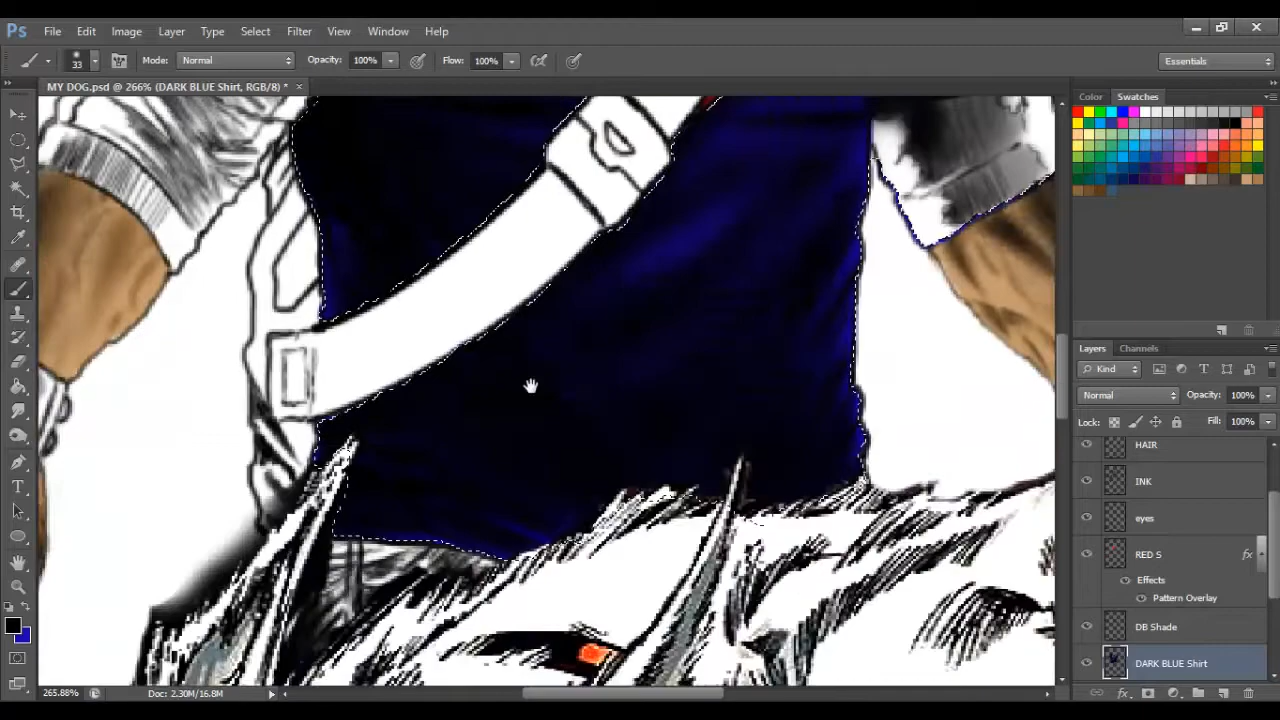 Ps File Edit Image Layer Type Select Filter View Window Help
33 Mode: Normal Opacity: 100% Flow: 100% Essentials
MY DOG.psd @ 266% (DARK BLUE Shirt, RGB/8) * ×
Color Swatches
Layers Channels
Kind
Normal Opacity: 100%
Lock: Fill: 100%
HAIR
INK
eyes
RED S fx
Effects
Pattern Overlay
DB Shade
DARK BLUE Shirt
265.88% Doc: 2.30M/16.8M